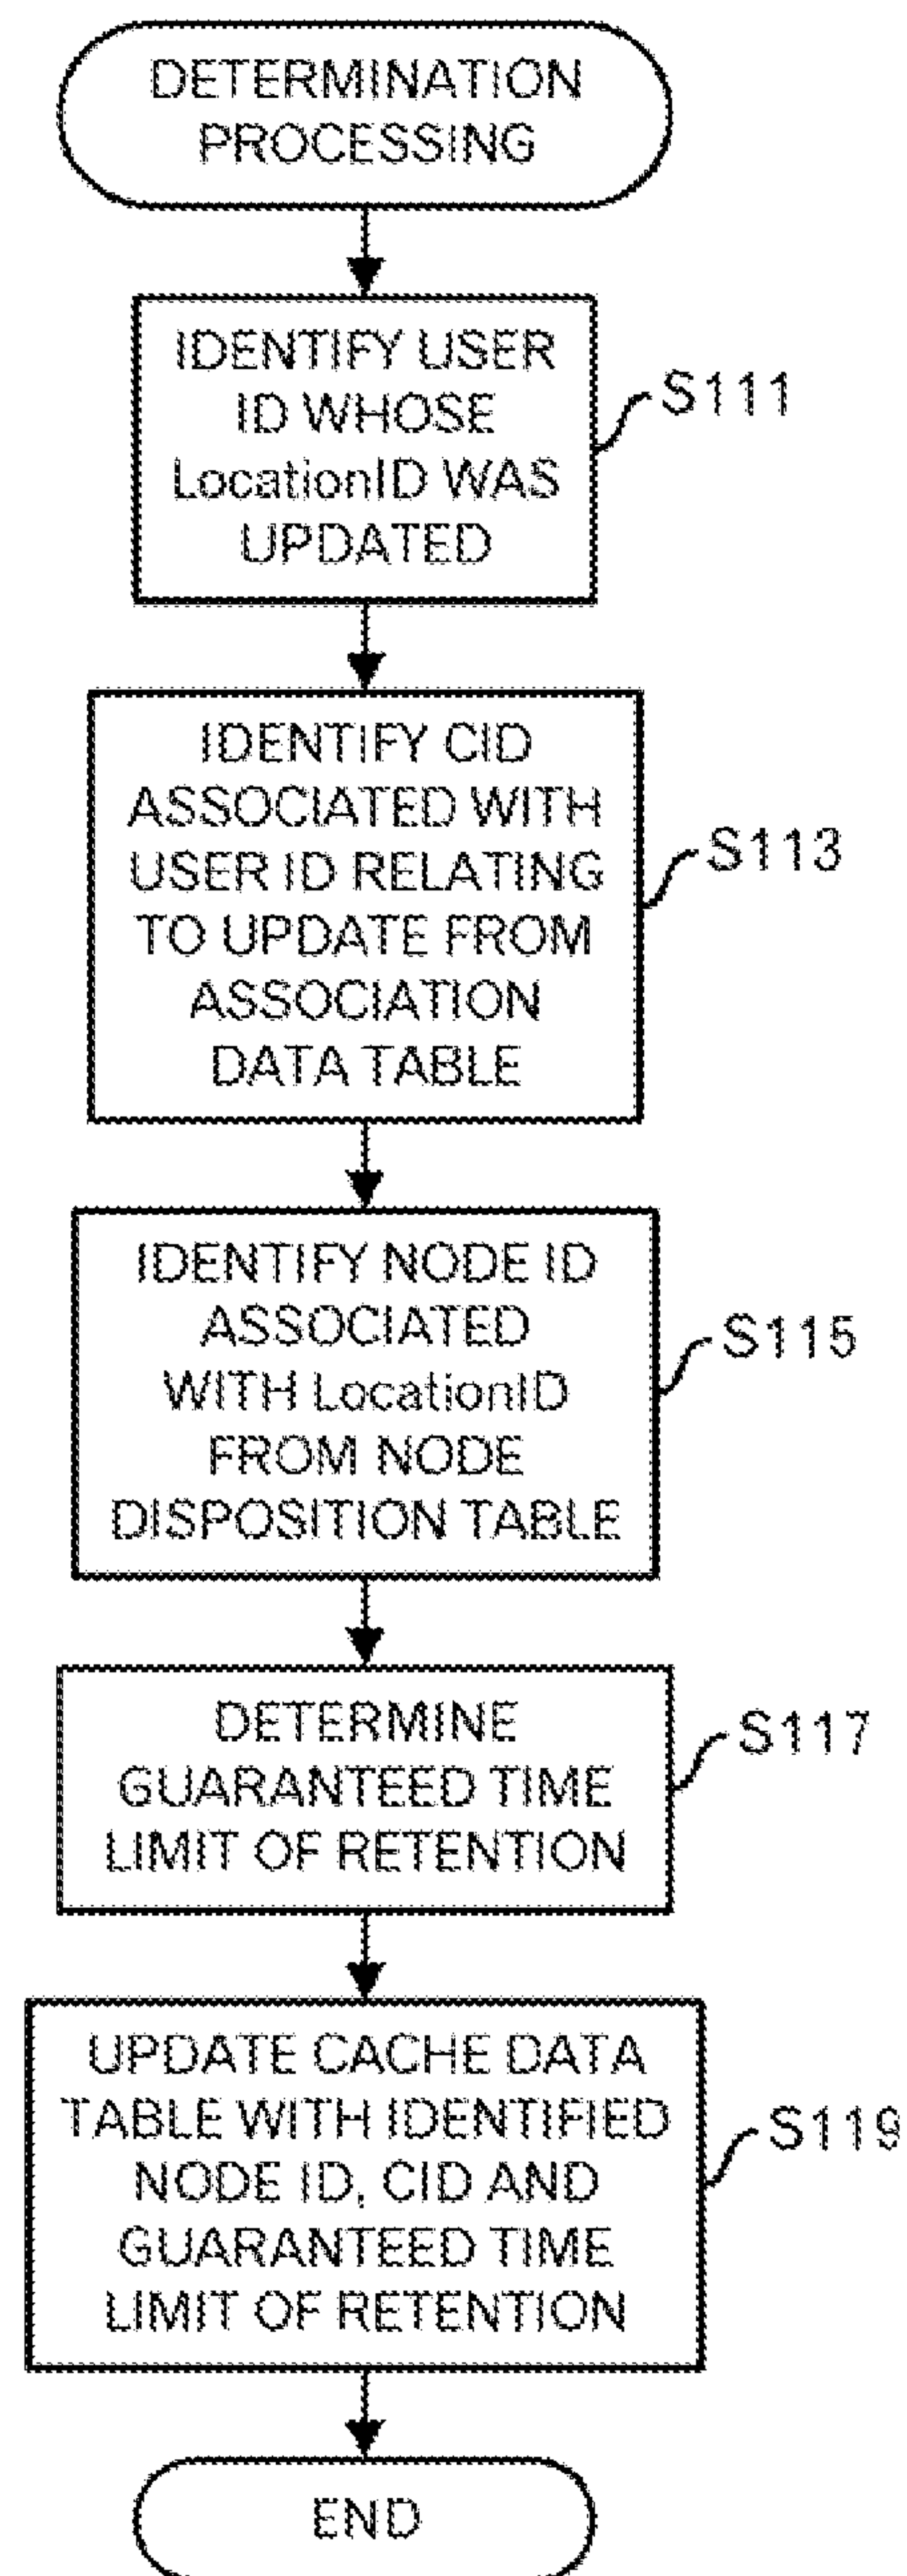 DETERMINATION
PROCESSING
IDENTIFY USER
ID WHOSE
LocationID WAS
UPDATED
S111
IDENTIFY CID
ASSOCIATED WITH
USER ID RELATING
TO UPDATE FROM
ASSOCIATION
DATA TABLE
S113
IDENTIFY NODE ID
ASSOCIATED
WITH LocationID
FROM NODE
DISPOSITION TABLE
S115
DETERMINE
GUARANTEED TIME
LIMIT OF RETENTION
S117
UPDATE CACHE DATA
TABLE WITH IDENTIFIED
NODE ID, CID AND
GUARANTEED TIME
LIMIT OF RETENTION
S119
END